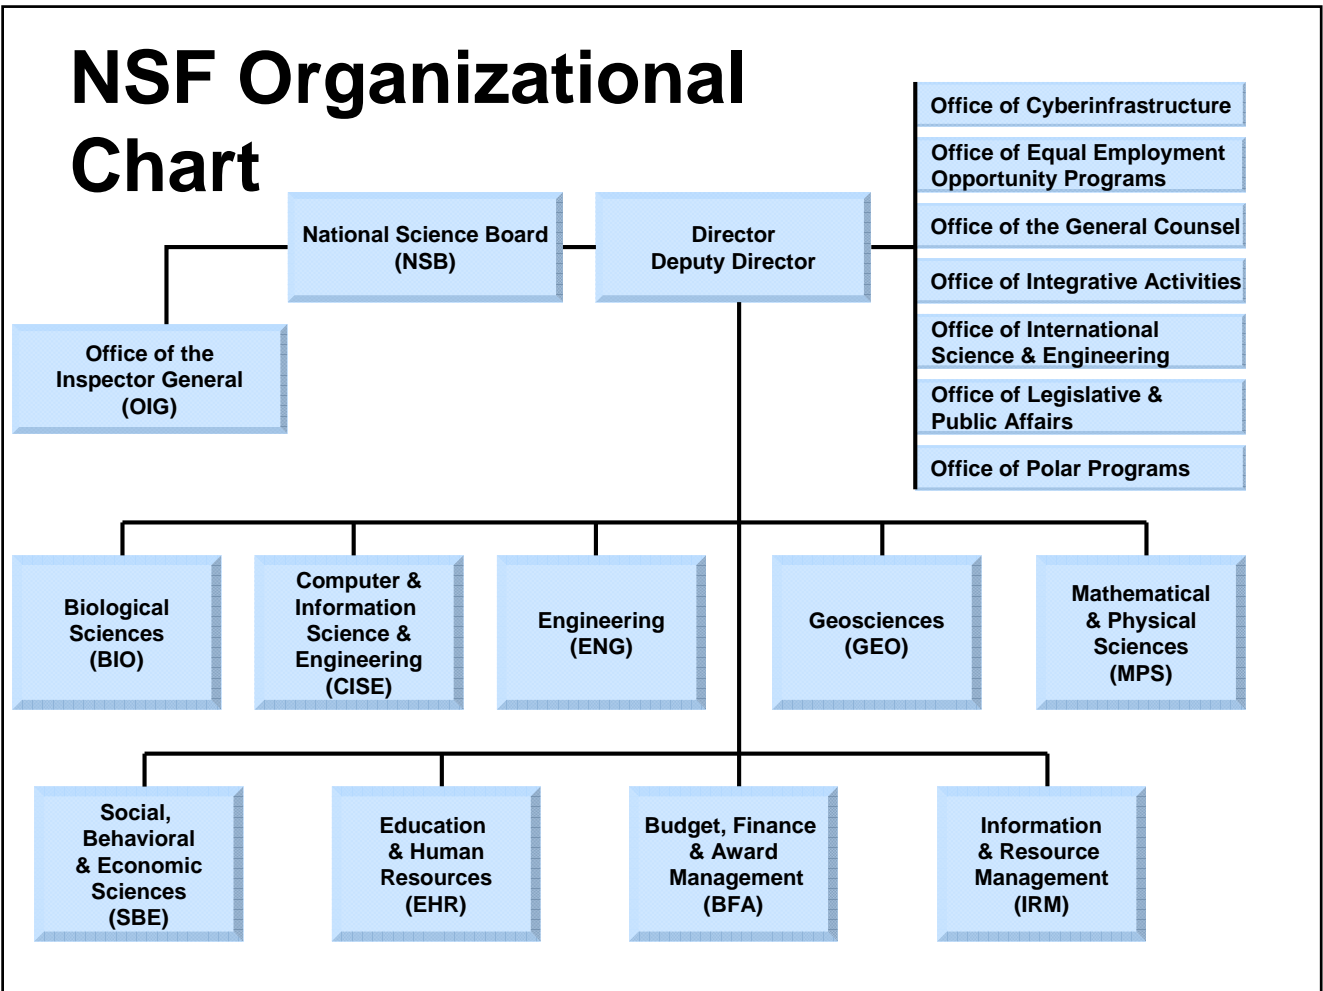 NSF Organizational
Chart
National Science Board
(NSB)
Director
Deputy Director
Office of the
Inspector General
(OIG)
Office of Cyberinfrastructure
Office of Equal Employment
Opportunity Programs
Office of the General Counsel
Office of Integrative Activities
Office of International
Science & Engineering
Office of Legislative &
Public Affairs
Office of Polar Programs
Biological
Sciences
(BIO)
Computer &
Information
Science &
Engineering
(CISE)
Engineering
(ENG)
Geosciences
(GEO)
Mathematical
& Physical
Sciences
(MPS)
Social,
Behavioral
& Economic
Sciences
(SBE)
Education
& Human
Resources
(EHR)
Budget, Finance
& Award
Management
(BFA)
Information
& Resource
Management
(IRM)